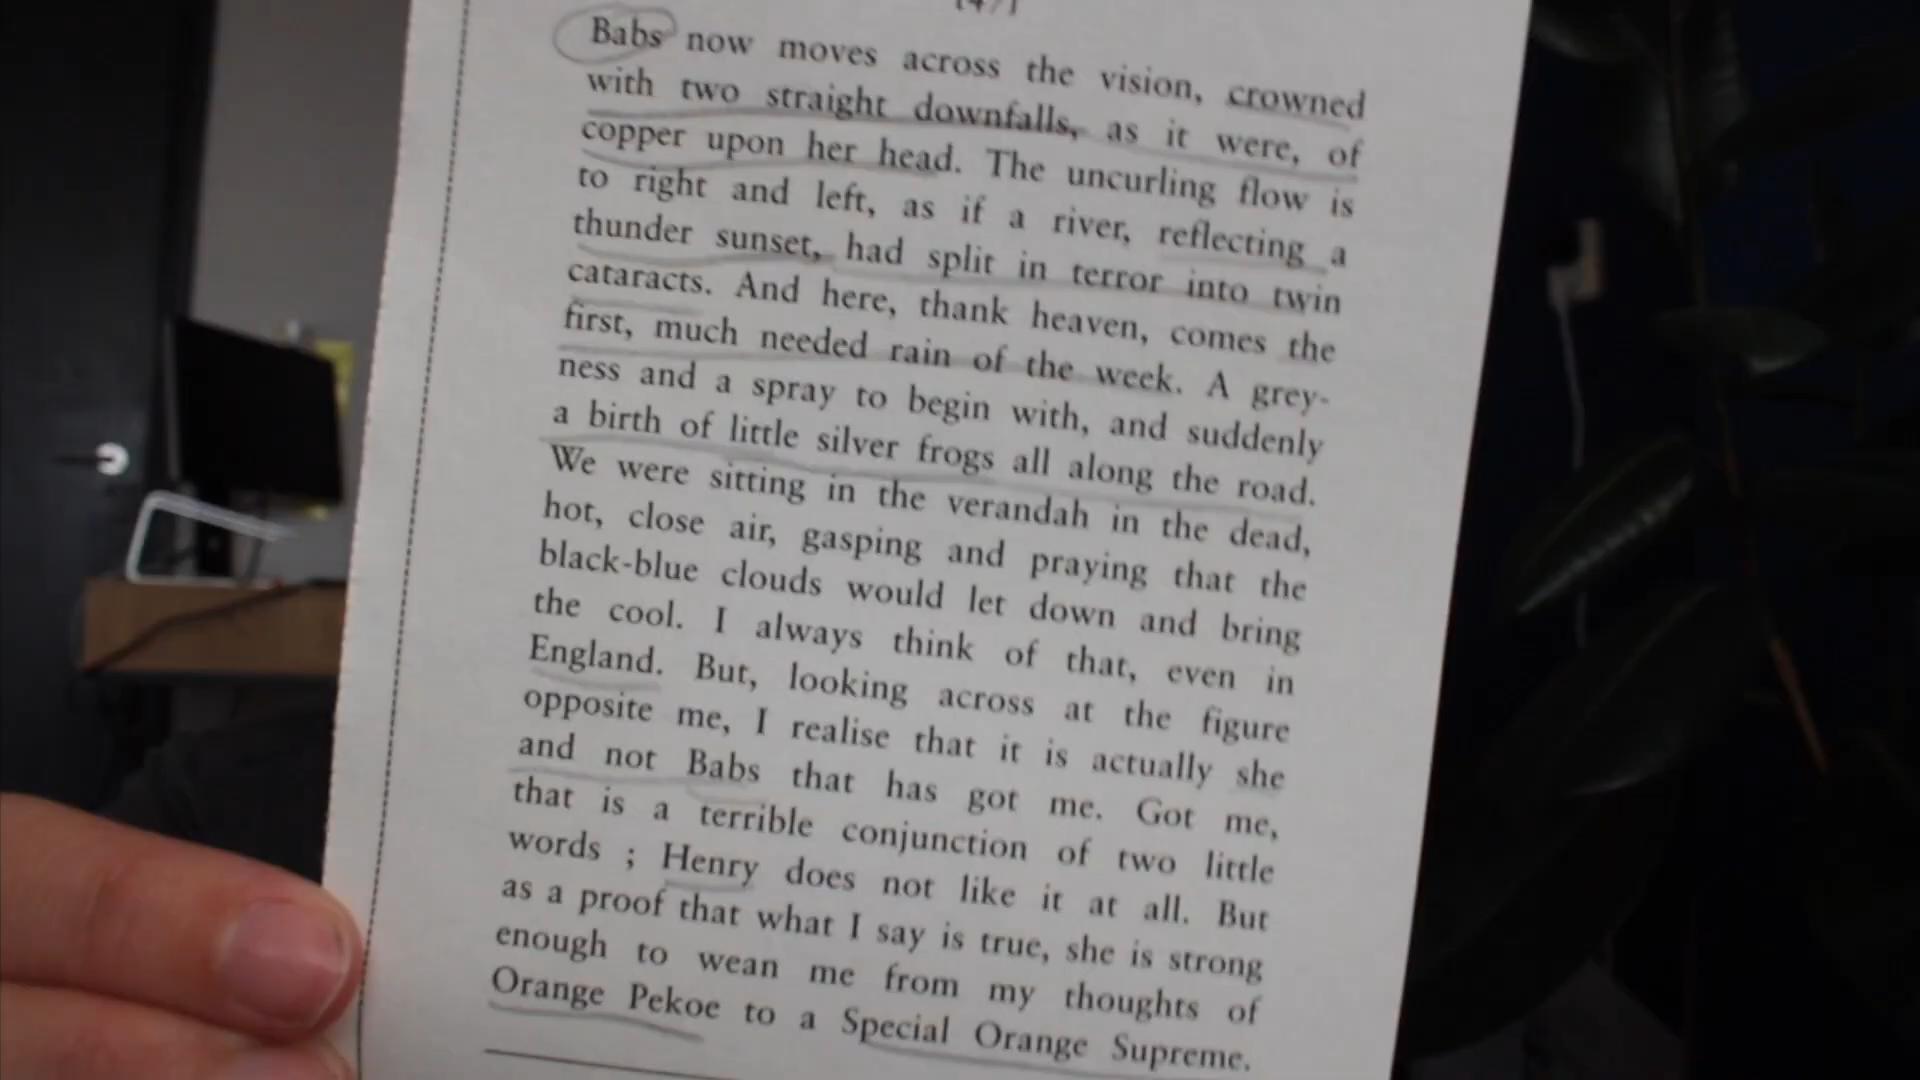 Babs now moves across the vision, crowned
with two straight downfalls, as it were, of
copper upon her head. The uncurling flow is
to right and left, as if a river, reflecting a
thunder sunset, had split in terror into twin
cataracts. And here, thank heaven, comes the
first, much needed rain of the week. A grey-
ness and a spray to begin with, and suddenly
a birth of little silver frogs all along the road.
We were sitting in the verandah in the dead,
hot, close air, gasping and praying that the
black-blue clouds would let down and bring
the cool. I always think of that, even in
England. But, looking across at the figure
opposite me, I realise that it is actually she
and not Babs that has got me. Got me,
that is a terrible conjunction of two little
words ; Henry does not like it at all. But
as a proof that what I say is true, she is strong
enough to wean me from my thoughts of
Orange Pekoe to a Special Orange Supreme.